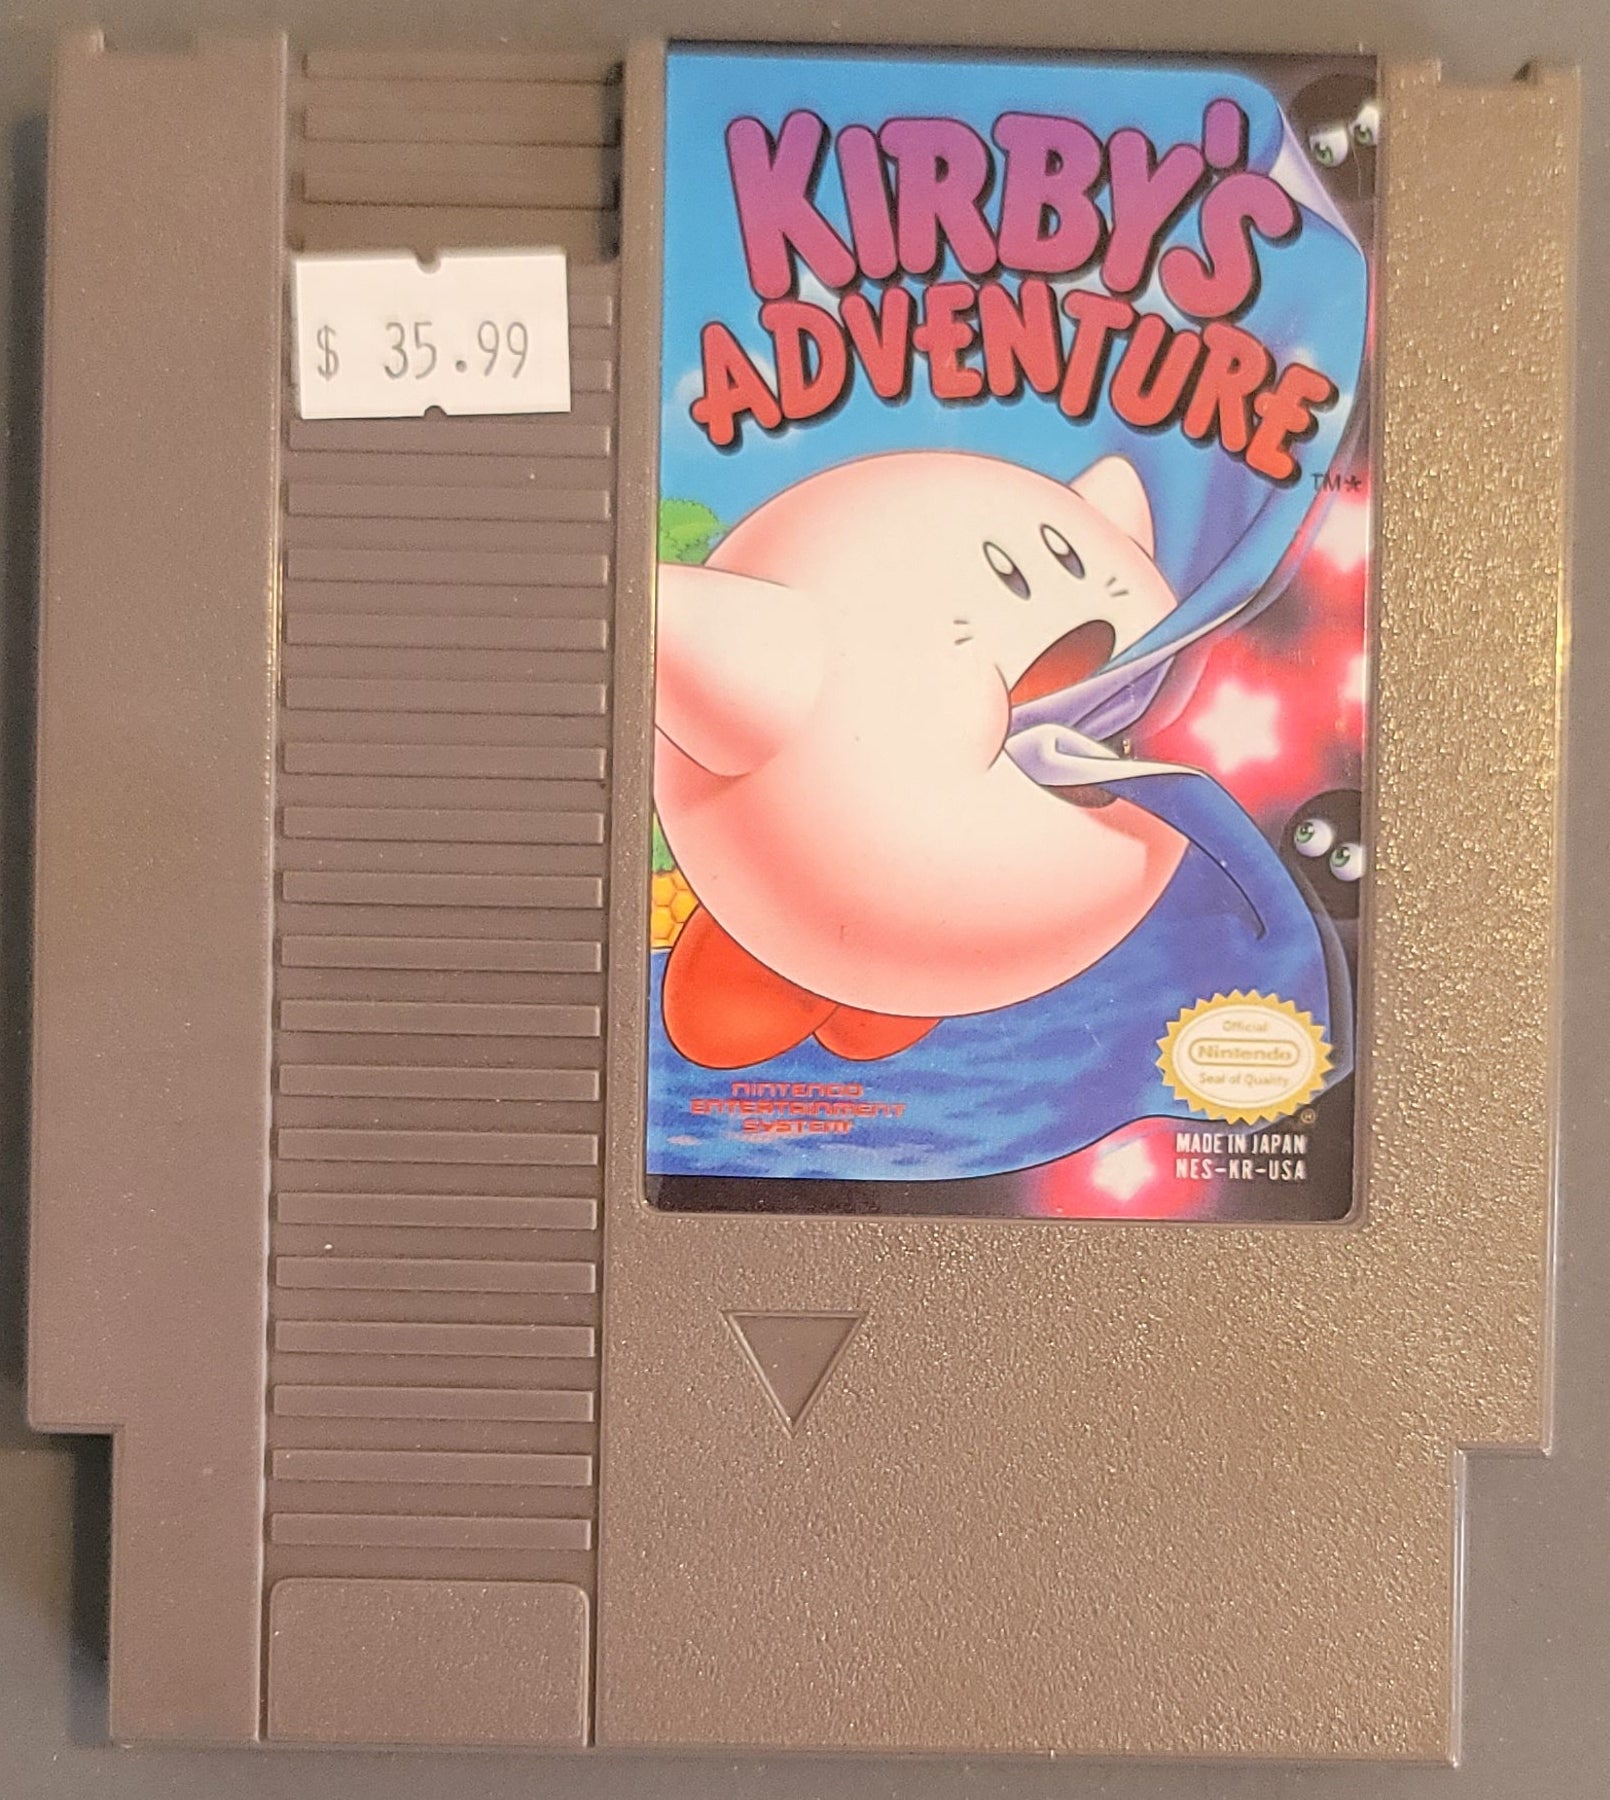 $ 35.99
KIRBY'S
ADVENTURE
TM*
NINTENDO
ENTERTAINMENT
SYSTEM®
Official
Nintendo
Seal of Quality
®
MADE IN JAPAN
NES-KR-USA